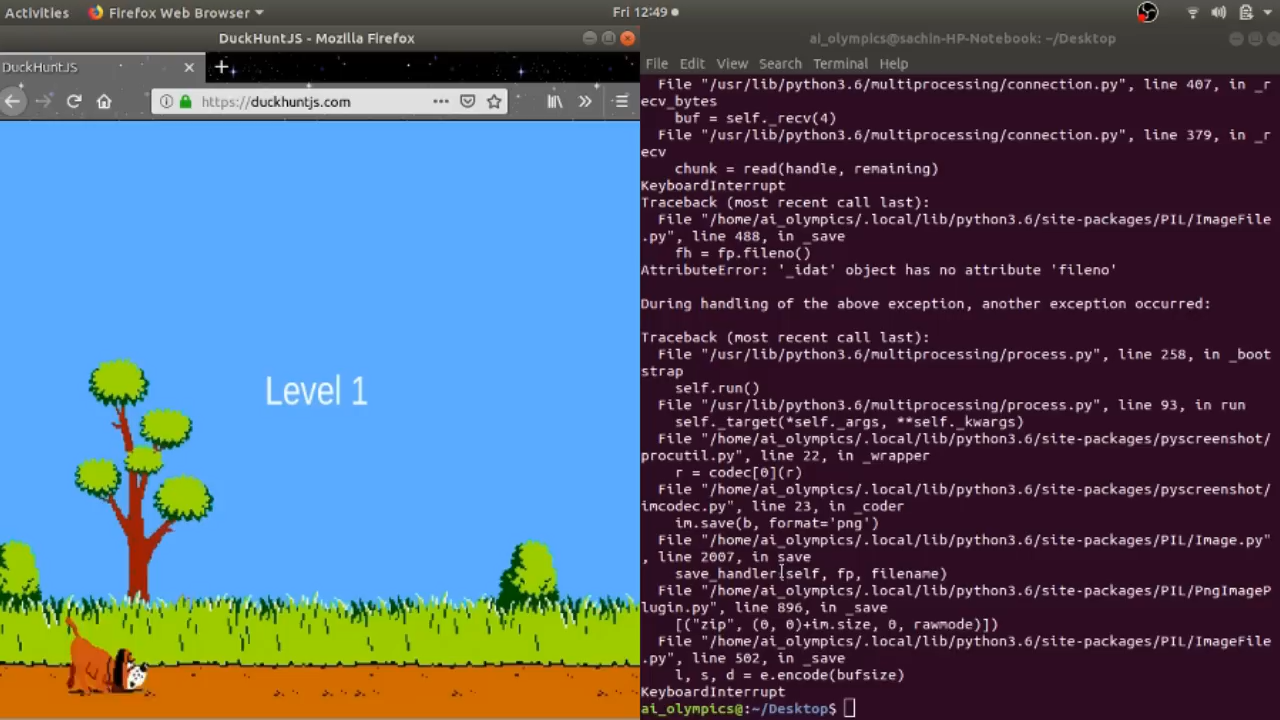 Activities Firefox Web Browser Fri 12:49
DuckHuntJS - Mozilla Firefox
DuckHuntJS
https://duckhuntjs.com
Level 1
ai_olympics@sachin-HP-Notebook: ~/Desktop
File Edit View Search Terminal Help
File "/usr/lib/python3.6/multiprocessing/connection.py", line 407, in _r
ecv_bytes
buf = self._recv(4)
File "/usr/lib/python3.6/multiprocessing/connection.py", line 379, in _r
ecv
chunk = read(handle, remaining)
KeyboardInterrupt
Traceback (most recent call last):
File "/home/ai_olympics/.local/lib/python3.6/site-packages/PIL/ImageFile
.py", line 488, in _save
fh = fp.fileno()
AttributeError: '_idat' object has no attribute 'fileno'
During handling of the above exception, another exception occurred:
Traceback (most recent call last):
File "/usr/lib/python3.6/multiprocessing/process.py", line 258, in _boot
strap
self.run()
File "/usr/lib/python3.6/multiprocessing/process.py", line 93, in run
self._target(*self._args, **self._kwargs)
File "/home/ai_olympics/.local/lib/python3.6/site-packages/pyscreenshot/
procutil.py", line 22, in _wrapper
r = codec[0](r)
File "/home/ai_olympics/.local/lib/python3.6/site-packages/pyscreenshot/
imcodec.py", line 23, in _coder
im.save(b, format='png')
File "/home/ai_olympics/.local/lib/python3.6/site-packages/PIL/Image.py"
, line 2007, in save
save_handler(self, fp, filename)
File "/home/ai_olympics/.local/lib/python3.6/site-packages/PIL/PngImageP
lugin.py", line 896, in _save
[("zip", (0, 0)+im.size, 0, rawmode)])
File "/home/ai_olympics/.local/lib/python3.6/site-packages/PIL/ImageFile
.py", line 502, in _save
l, s, d = e.encode(bufsize)
KeyboardInterrupt
ai_olympics@:~/Desktop$